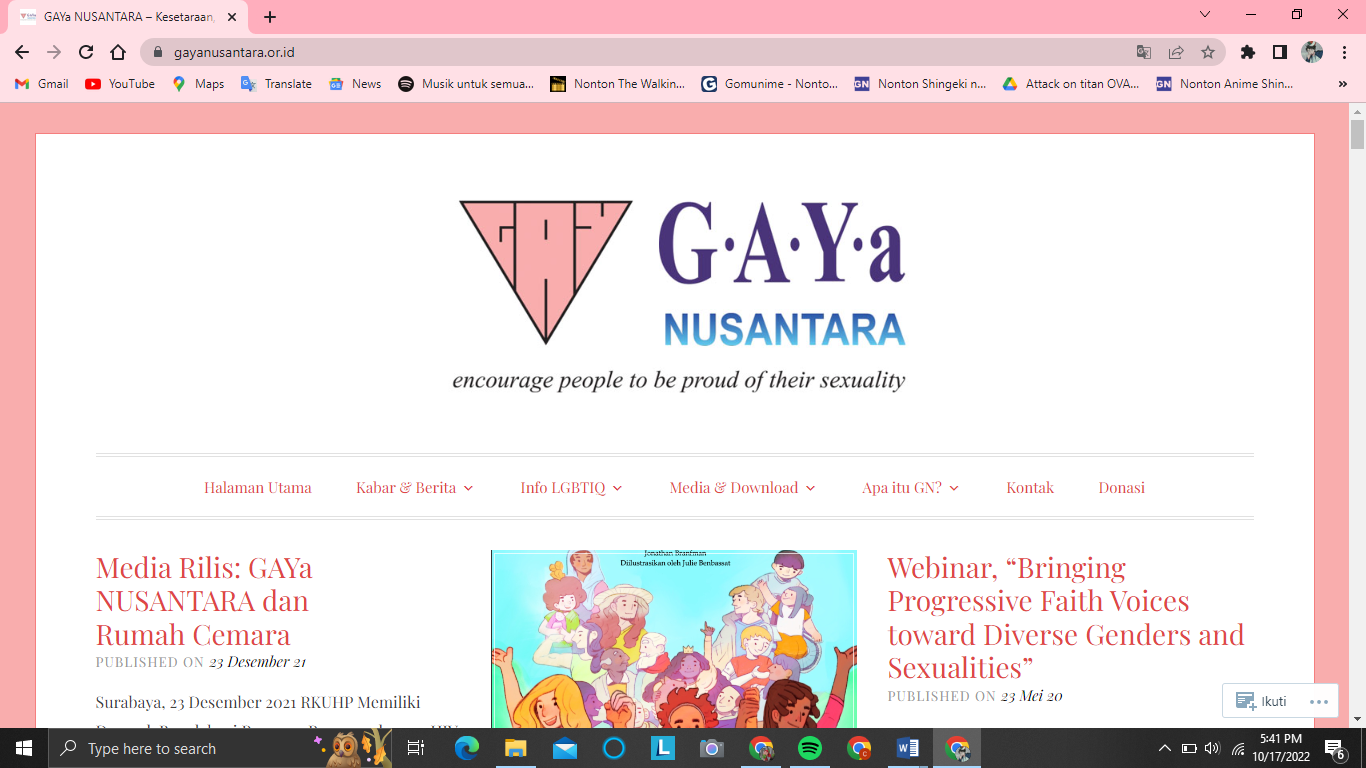 GAYa NUSANTARA – Kesetaraan,
gayanusantara.or.id
Gmail
YouTube
Maps
Translate
News
Musik untuk semua...
Nonton The Walkin...
Gomunime - Nonto...
GN
Nonton Shingeki n...
Attack on titan OVA...
GN
Nonton Anime Shin...
»
GAY
G·A·Y·a
NUSANTARA
encourage people to be proud of their sexuality
Halaman Utama
Kabar & Berita
Info LGBTIQ
Media & Download
Apa itu GN?
Kontak
Donasi
Media Rilis: GAYa
NUSANTARA dan
Rumah Cemara
PUBLISHED ON 23 Desember 21
Surabaya, 23 Desember 2021 RKUHP Memiliki
Jonathan Branfman
Diilustrasikan oleh Julie Benbassat
Webinar, “Bringing
Progressive Faith Voices
toward Diverse Genders and
Sexualities”
PUBLISHED ON 23 Mei 20
Ikuti
Type here to search
5:41 PM
10/17/2022
6